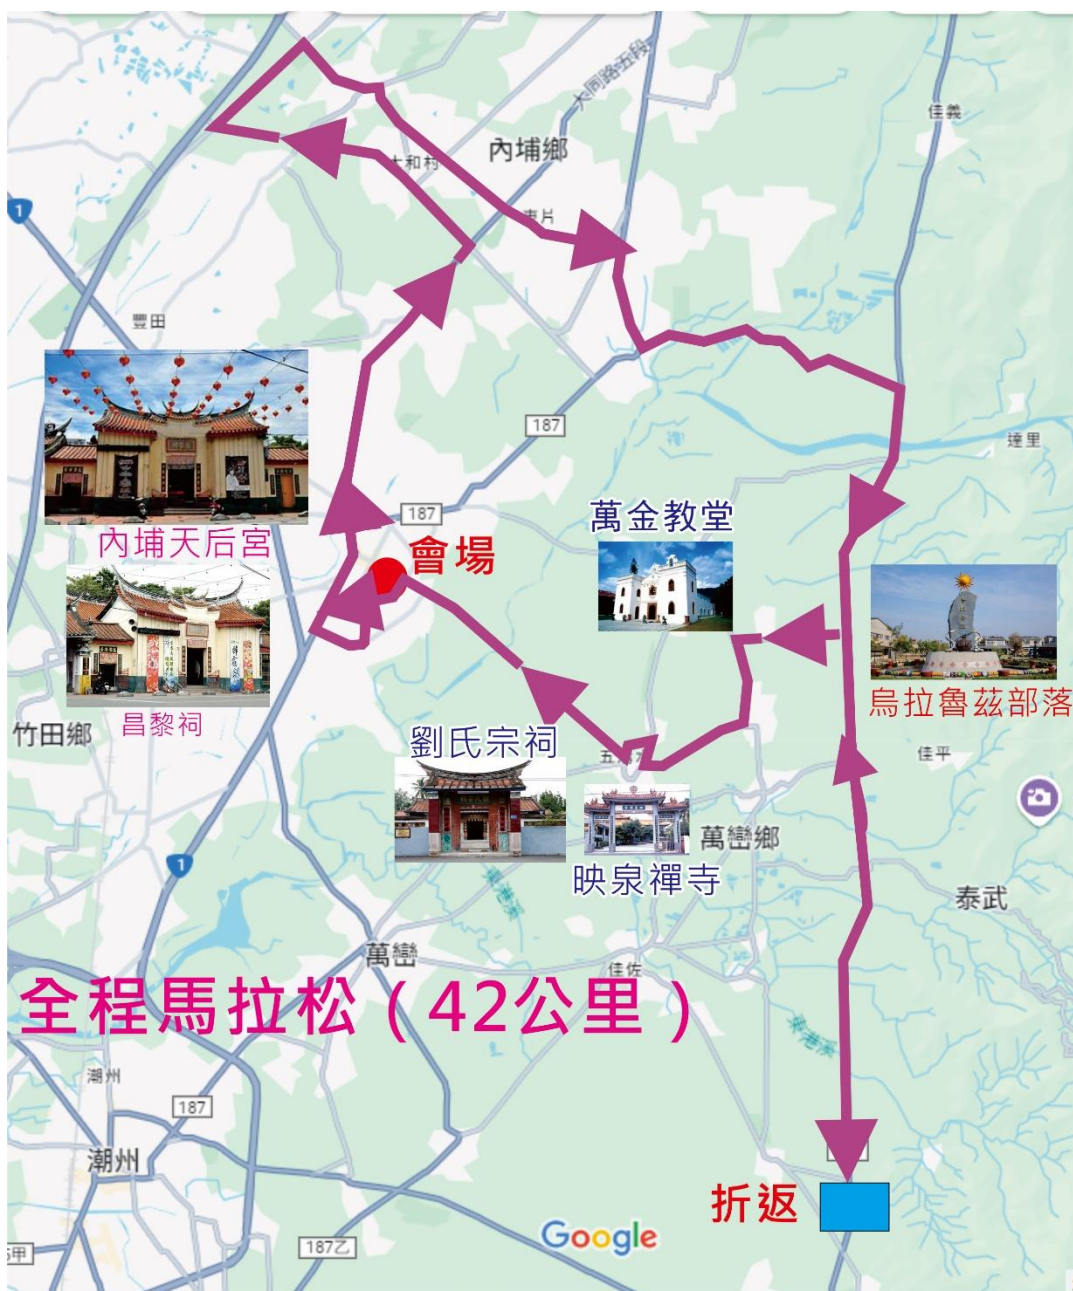 大同路五段
佳義
內埔鄉
太和村
東片
1
豐田
187
達里
187
萬金教堂
內埔天后宮
會場
昌黎祠
烏拉魯茲部落
竹田鄉
劉氏宗祠
佳平
萬巒鄉
1
映泉禪寺
泰武
萬巒
佳佐
全程馬拉松（42公里）
潮州
187
潮州
折返
Google
187乙